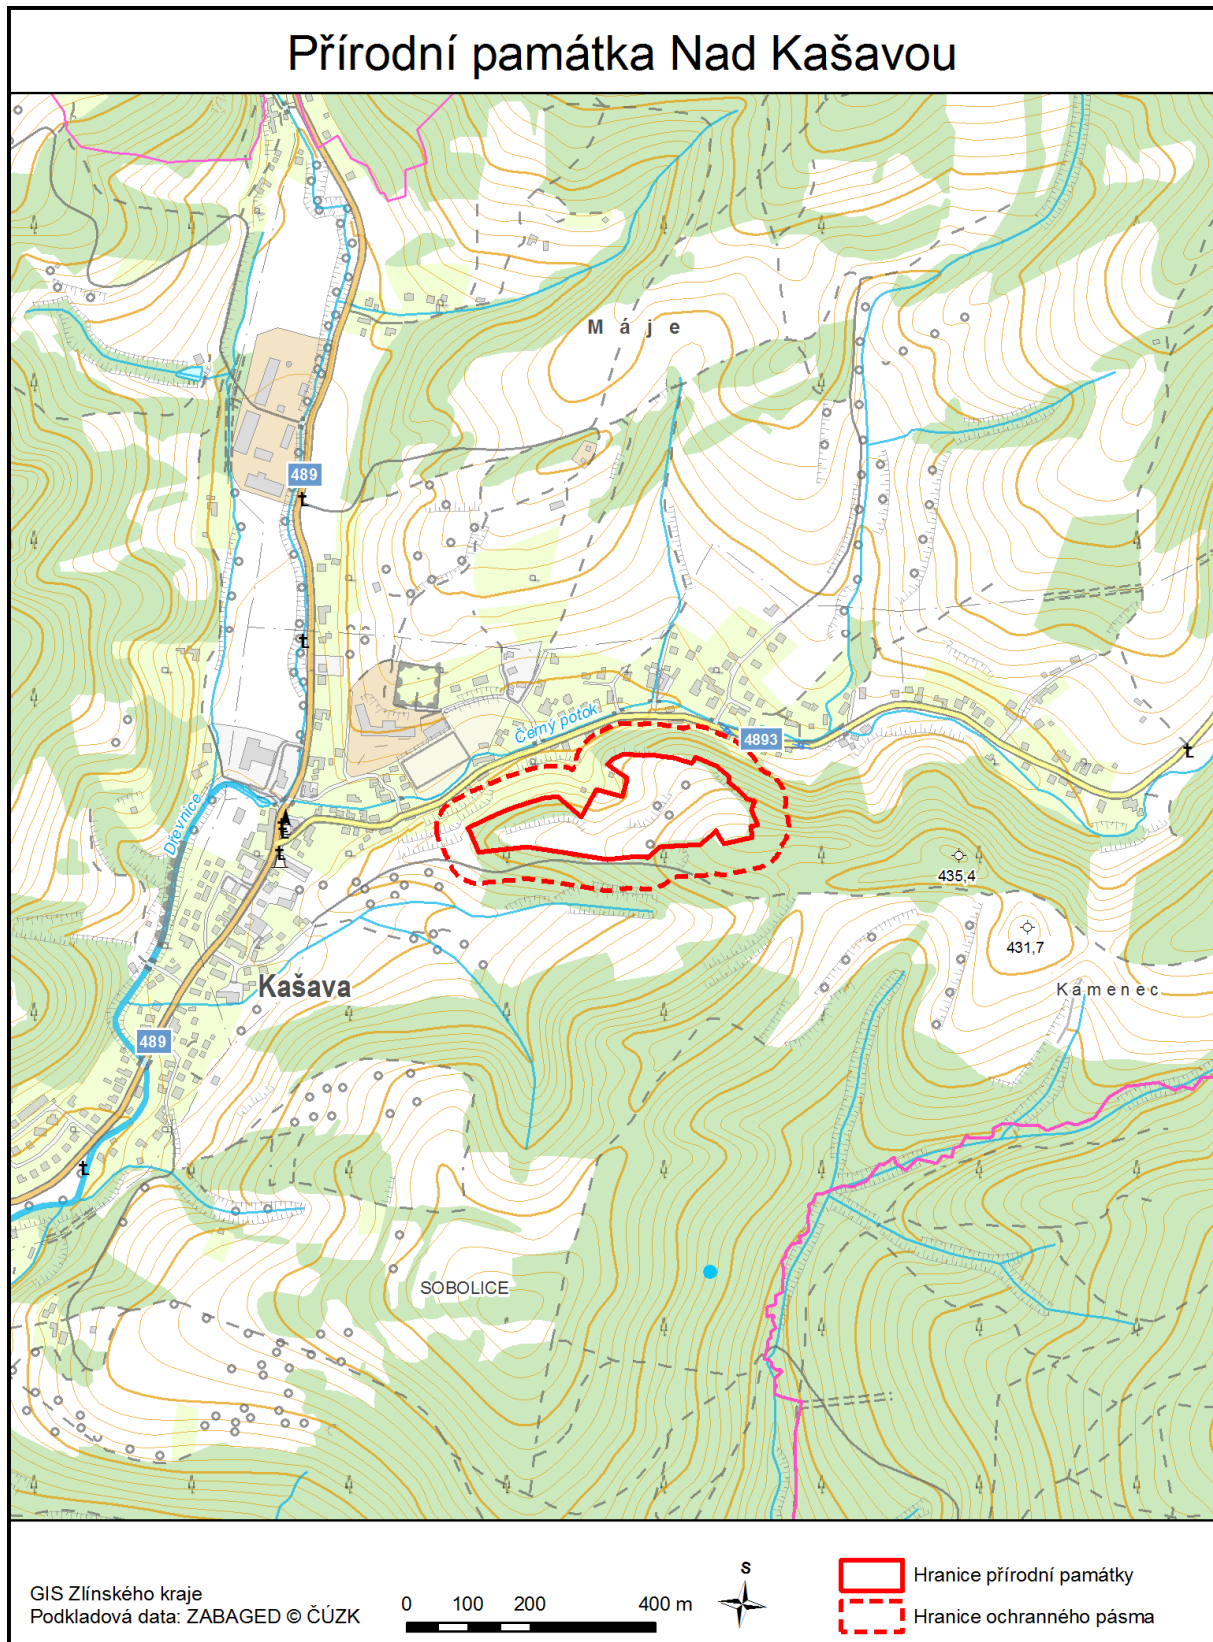 Přírodní památka Nad Kašavou
M á j e
489
Černý potok
4893
Dřevnice
435,4
431,7
Kamenec
Kašava
489
SOBOLICE
GIS Zlínského kraje
Podkladová data: ZABAGED © ČÚZK
0 100 200 400 m
S
Hranice přírodní památky
Hranice ochranného pásma